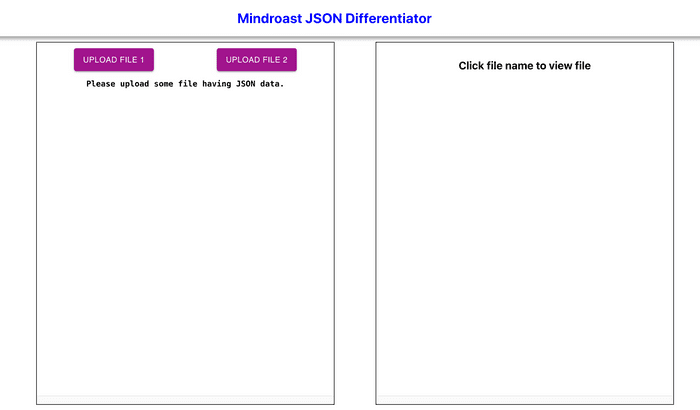 Mindroast JSON Differentiator
UPLOAD FILE 1
UPLOAD FILE 2
Please upload some file having JSON data.
Click file name to view file